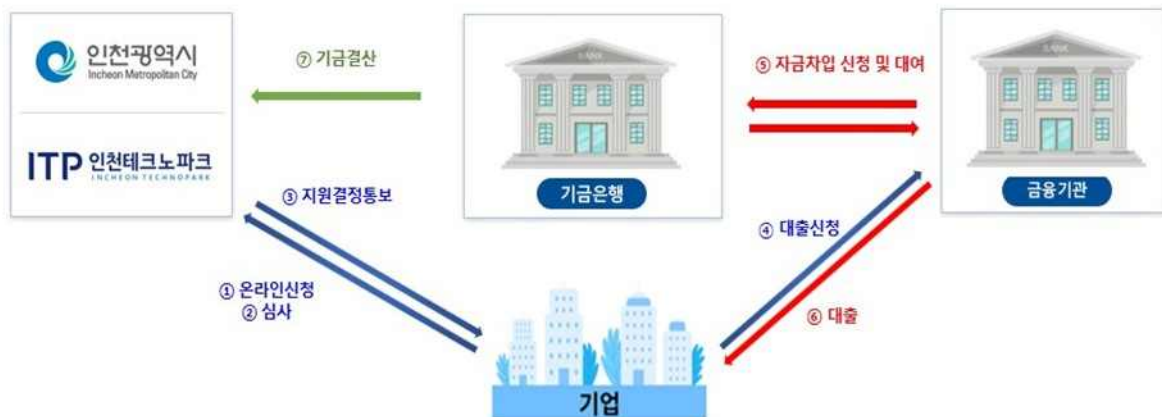 인천광역시
Incheon Metropolitan City
ITP 인천테크노파크
INCHEON TECHNOPARK
⑦ 기금결산
BANK
기금은행
⑤ 자금차입 신청 및 대여
BANK
금융기관
③ 지원결정통보
④ 대출신청
① 온라인신청
② 심사
⑥ 대출
기업